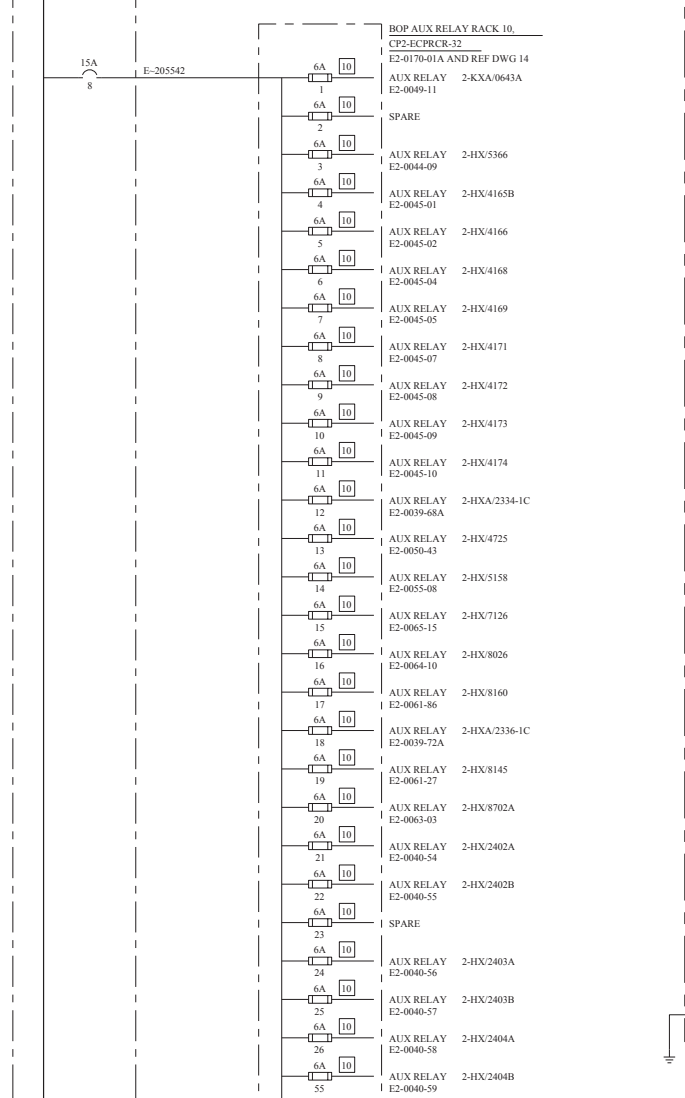 BOP AUX RELAY RACK 10,
CP2-ECPRCR-32
E2-0170-01A AND REF DWG 14
15A
8
E~205542
6A 10
1
AUX RELAY 2-KXA/0643A
E2-0049-11
6A 10
2
SPARE
6A 10
3
AUX RELAY 2-HX/5366
E2-0044-09
6A 10
4
AUX RELAY 2-HX/4165B
E2-0045-01
6A 10
5
AUX RELAY 2-HX/4166
E2-0045-02
6A 10
6
AUX RELAY 2-HX/4168
E2-0045-04
6A 10
7
AUX RELAY 2-HX/4169
E2-0045-05
6A 10
8
AUX RELAY 2-HX/4171
E2-0045-07
6A 10
9
AUX RELAY 2-HX/4172
E2-0045-08
6A 10
10
AUX RELAY 2-HX/4173
E2-0045-09
6A 10
11
AUX RELAY 2-HX/4174
E2-0045-10
6A 10
12
AUX RELAY 2-HXA/2334-1C
E2-0039-68A
6A 10
13
AUX RELAY 2-HX/4725
E2-0050-43
6A 10
14
AUX RELAY 2-HX/5158
E2-0055-08
6A 10
15
AUX RELAY 2-HX/7126
E2-0065-15
6A 10
16
AUX RELAY 2-HX/8026
E2-0064-10
6A 10
17
AUX RELAY 2-HX/8160
E2-0061-86
6A 10
18
AUX RELAY 2-HXA/2336-1C
E2-0039-72A
6A 10
19
AUX RELAY 2-HX/8145
E2-0061-27
6A 10
20
AUX RELAY 2-HX/8702A
E2-0063-03
6A 10
21
AUX RELAY 2-HX/2402A
E2-0040-54
6A 10
22
AUX RELAY 2-HX/2402B
E2-0040-55
6A 10
23
SPARE
6A 10
24
AUX RELAY 2-HX/2403A
E2-0040-56
6A 10
25
AUX RELAY 2-HX/2403B
E2-0040-57
6A 10
26
AUX RELAY 2-HX/2404A
E2-0040-58
6A 10
55
AUX RELAY 2-HX/2404B
E2-0040-59